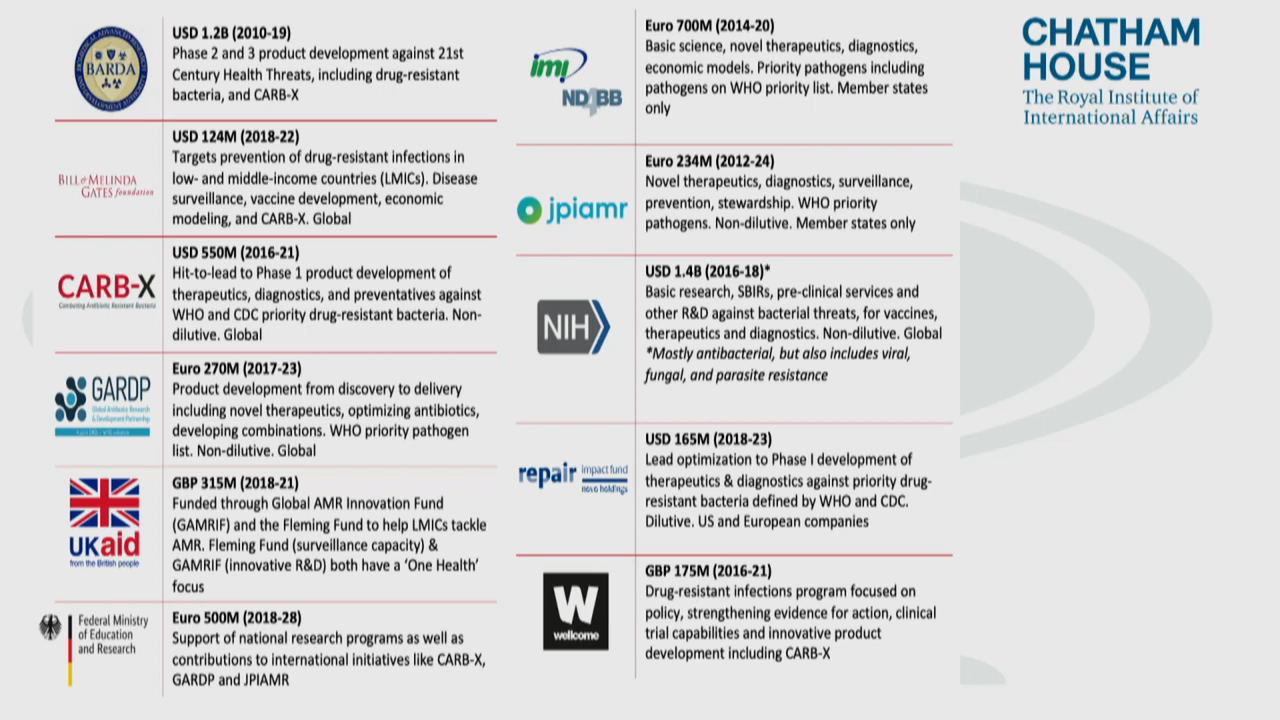 BARDA
USD 1.2B (2010-19)
Phase 2 and 3 product development against 21st
Century Health Threats, including drug-resistant
bacteria, and CARB-X
BILL & MELINDA
GATES foundation
USD 124M (2018-22)
Targets prevention of drug-resistant infections in
low- and middle-income countries (LMICs). Disease
surveillance, vaccine development, economic
modeling, and CARB-X. Global
CARB-X
Combating Antibiotic Resistant Bacteria
USD 550M (2016-21)
Hit-to-lead to Phase 1 product development of
therapeutics, diagnostics, and preventatives against
WHO and CDC priority drug-resistant bacteria. Non-
dilutive. Global
GARDP
Global Antibiotic Research
& Development Partnership
Euro 270M (2017-23)
Product development from discovery to delivery
including novel therapeutics, optimizing antibiotics,
developing combinations. WHO priority pathogen
list. Non-dilutive. Global
UKaid
from the British people
GBP 315M (2018-21)
Funded through Global AMR Innovation Fund
(GAMRIF) and the Fleming Fund to help LMICs tackle
AMR. Fleming Fund (surveillance capacity) &
GAMRIF (innovative R&D) both have a ‘One Health’
focus
Federal Ministry
of Education
and Research
Euro 500M (2018-28)
Support of national research programs as well as
contributions to international initiatives like CARB-X,
GARDP and JPIAMR
imi
ND4BB
Euro 700M (2014-20)
Basic science, novel therapeutics, diagnostics,
economic models. Priority pathogens including
pathogens on WHO priority list. Member states
only
jpiamr
Euro 234M (2012-24)
Novel therapeutics, diagnostics, surveillance,
prevention, stewardship. WHO priority
pathogens. Non-dilutive. Member states only
NIH
USD 1.4B (2016-18)*
Basic research, SBIRs, pre-clinical services and
other R&D against bacterial threats, for vaccines,
therapeutics and diagnostics. Non-dilutive. Global
*Mostly antibacterial, but also includes viral,
fungal, and parasite resistance
repair impact fund
novo holdings
USD 165M (2018-23)
Lead optimization to Phase I development of
therapeutics & diagnostics against priority drug-
resistant bacteria defined by WHO and CDC.
Dilutive. US and European companies
W
wellcome
GBP 175M (2016-21)
Drug-resistant infections program focused on
policy, strengthening evidence for action, clinical
trial capabilities and innovative product
development including CARB-X
CHATHAM
HOUSE
The Royal Institute of
International Affairs